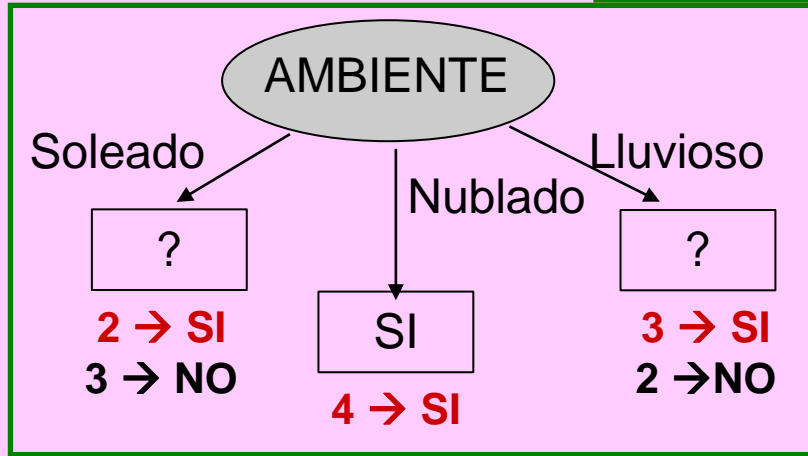 AMBIENTE
Soleado
Lluvioso
Nublado
?
?
SI
2 → SI
3 → NO
4 → SI
3 → SI
2 →NO